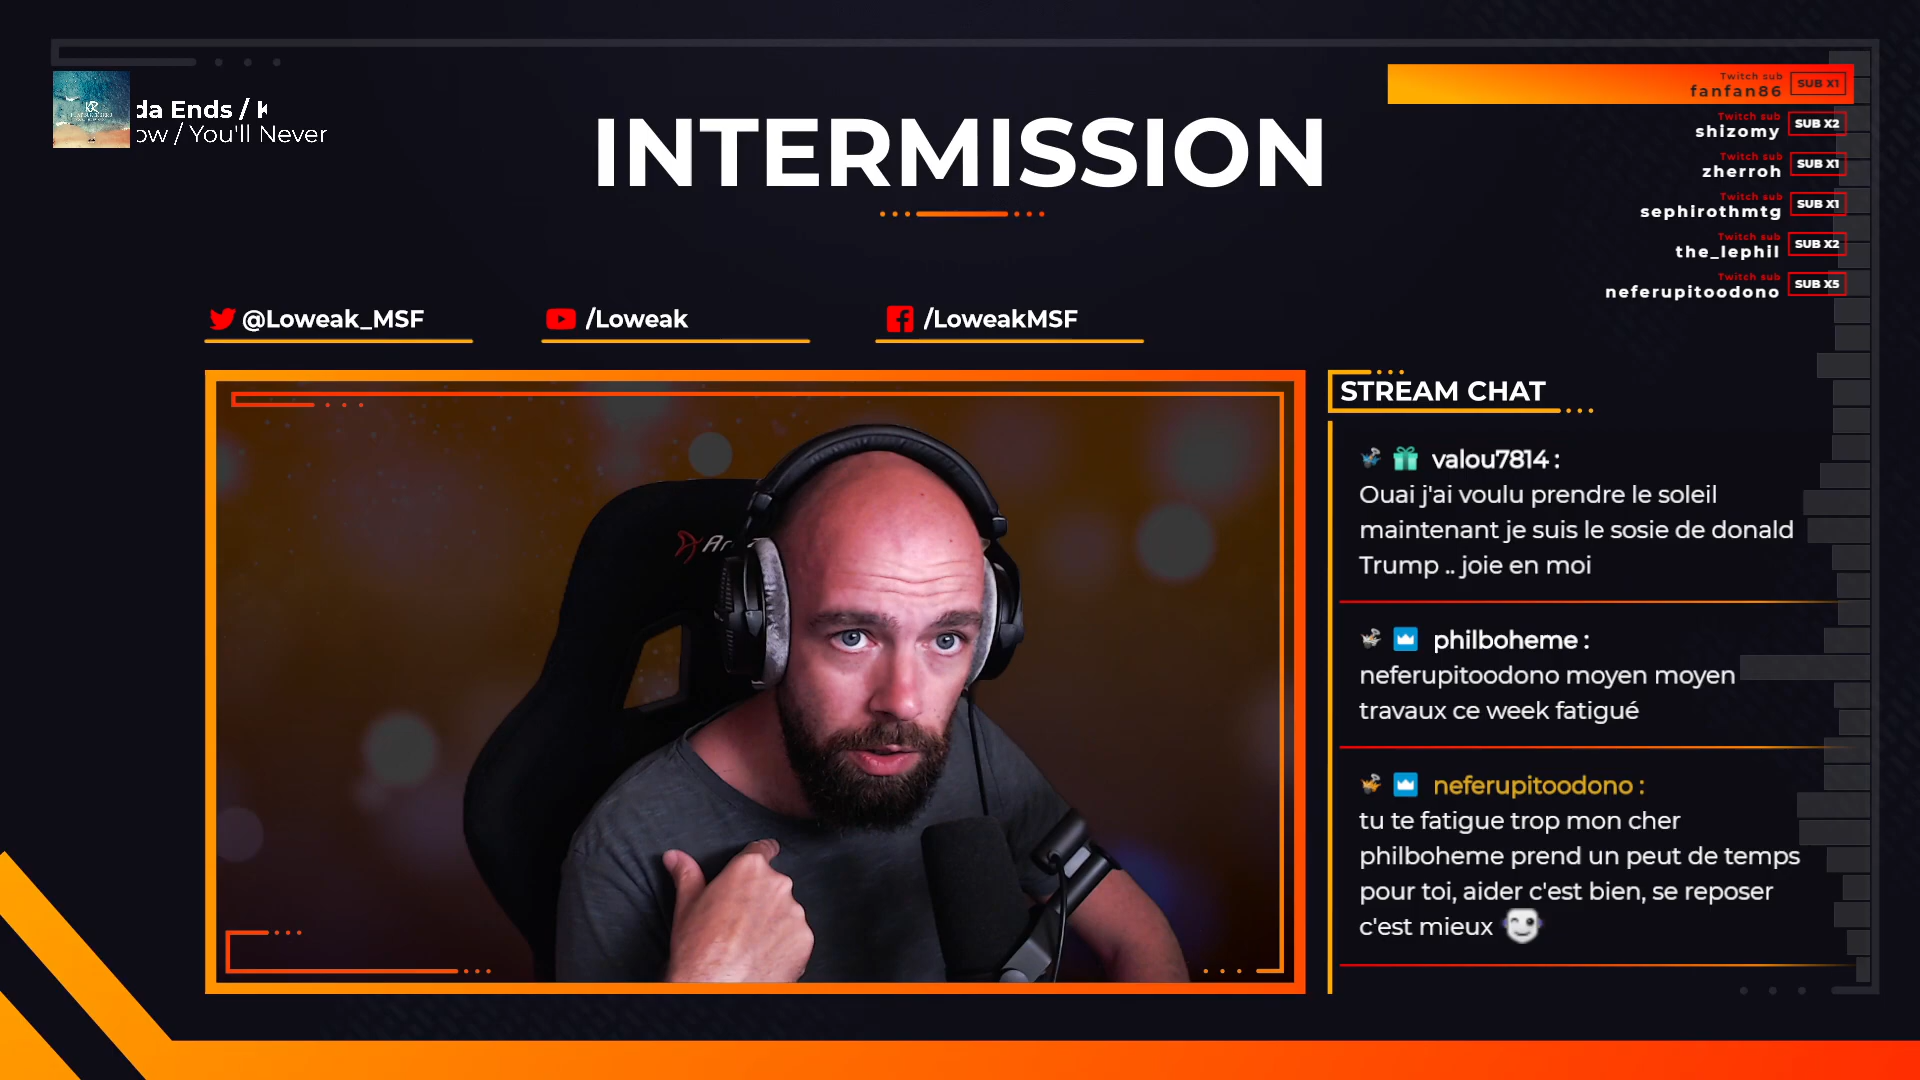 da Ends /
ow / You'll Never
INTERMISSION
Twitch sub
fanfan86
SUB X1
Twitch sub
shizomy
SUB X2
Twitch sub
zherroh
SUB X1
Twitch sub
sephirothmtg
SUB X1
Twitch sub
the_lephil
SUB X2
Twitch sub
neferupitoodono
SUB X5
@Loweak_MSF
/Loweak
/LoweakMSF
STREAM CHAT
valou7814 :
Ouai j'ai voulu prendre le soleil
maintenant je suis le sosie de donald
Trump .. joie en moi
philboheme :
neferupitoodono moyen moyen
travaux ce week fatigué
neferupitoodono :
tu te fatigue trop mon cher
philboheme prend un peut de temps
pour toi, aider c'est bien, se reposer
c'est mieux